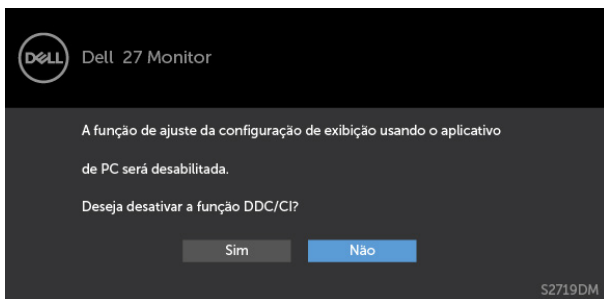 DELL Dell 27 Monitor
A função de ajuste da configuração de exibição usando o aplicativo
de PC será desabilitada.
Deseja desativar a função DDC/CI?
Sim Não
S2719DM